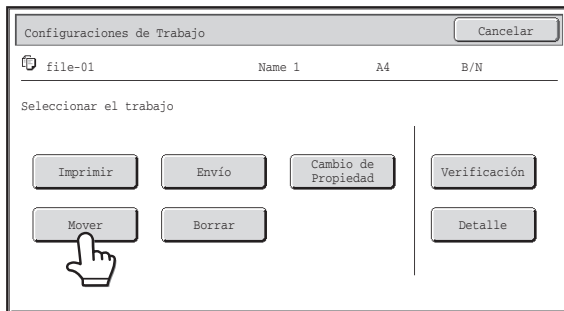 Configuraciones de Trabajo
Cancelar
file-01 Name 1 A4 B/N
Seleccionar el trabajo
Imprimir
Envío
Cambio de
Propiedad
Verificación
Mover
Borrar
Detalle